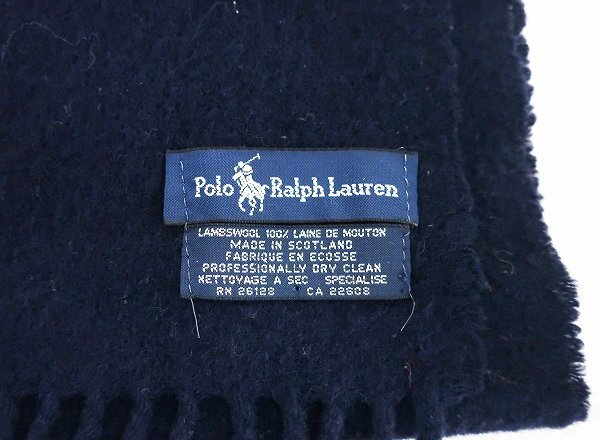 Polo Ralph Lauren
LAMBSWOOL 100% LAINE DE MOUTON
MADE IN SCOTLAND
FABRIQUE EN ECOSSE
PROFESSIONALLY DRY CLEAN
NETTOYAGE A SEC SPECIALISE
RN 26128 CA 22608